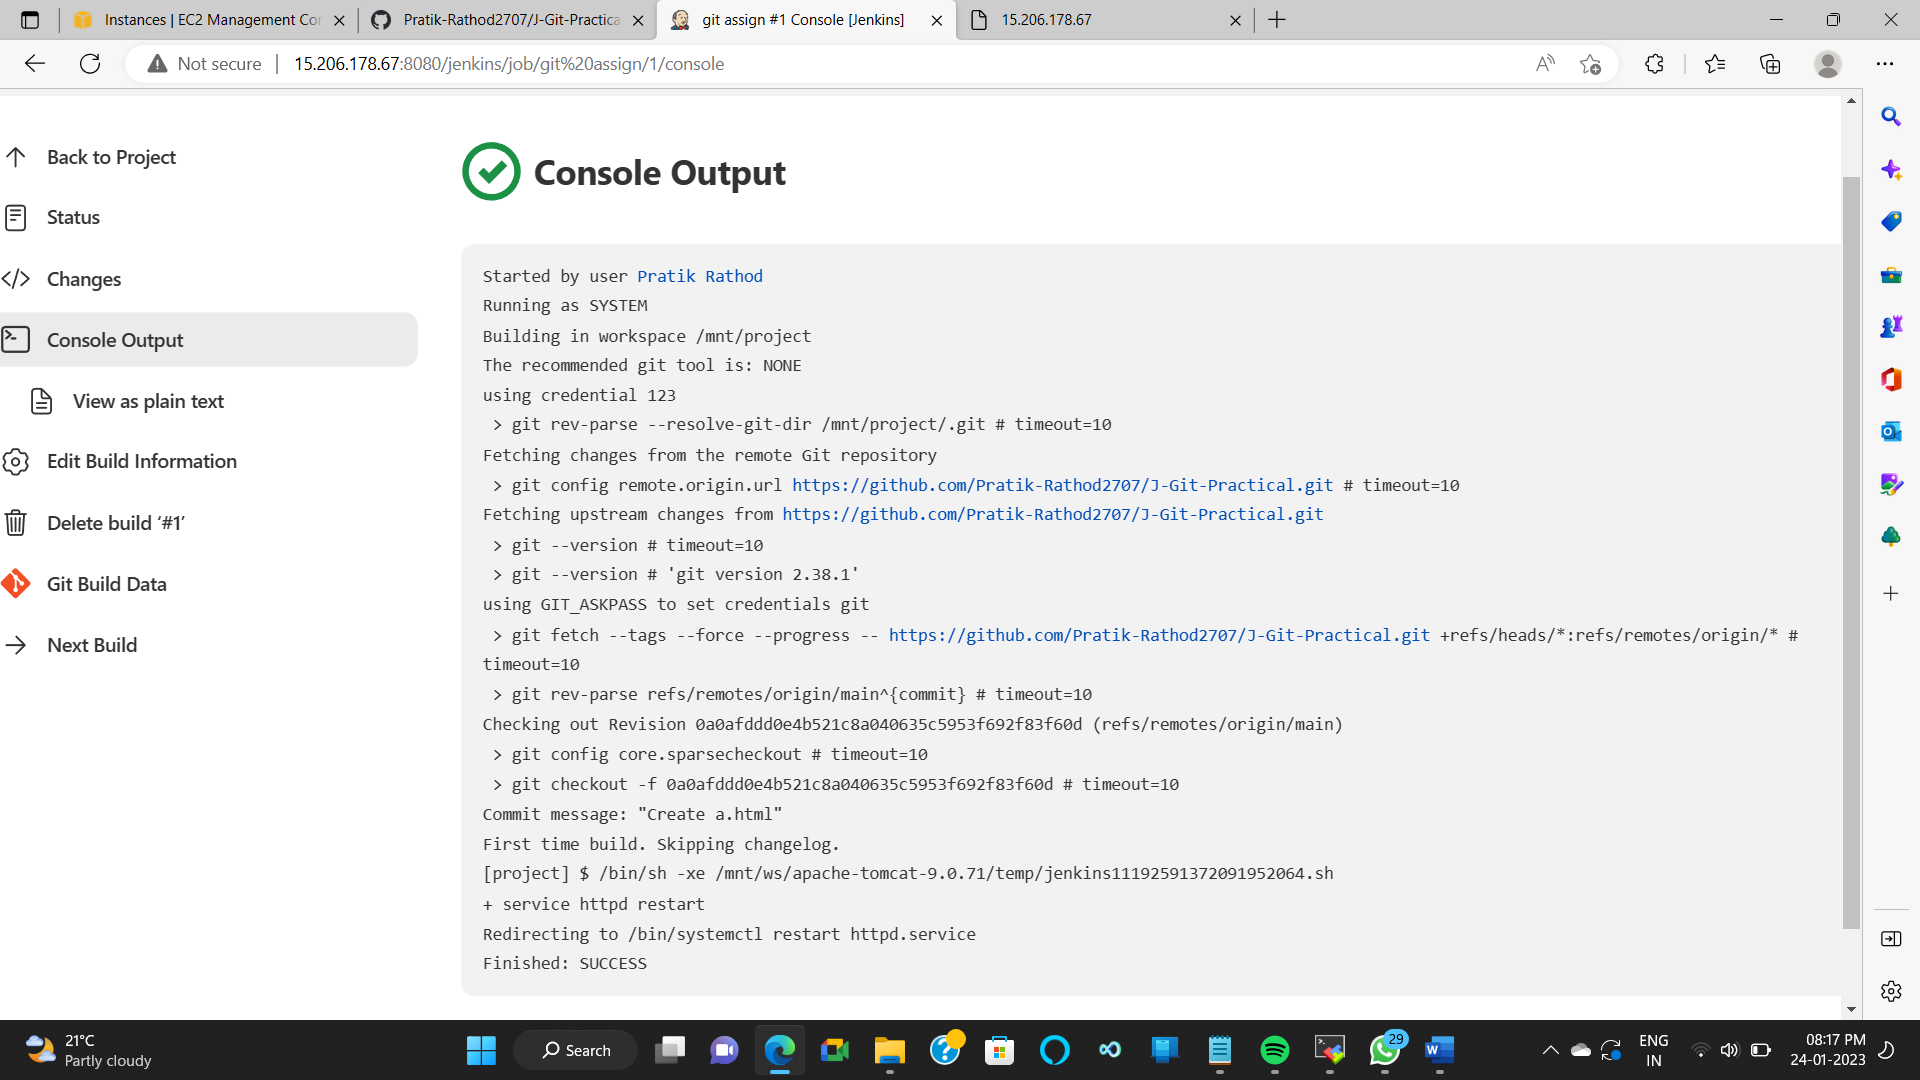 Instances | EC2 Management Cor
Pratik-Rathod2707/J-Git-Practica
git assign #1 Console [Jenkins]
15.206.178.67
Not secure
15.206.178.67:8080/jenkins/job/git%20assign/1/console
Back to Project
Status
Changes
Console Output
View as plain text
Edit Build Information
Delete build ‘#1’
Git Build Data
Next Build
Console Output
Started by user Pratik Rathod
Running as SYSTEM
Building in workspace /mnt/project
The recommended git tool is: NONE
using credential 123
> git rev-parse --resolve-git-dir /mnt/project/.git # timeout=10
Fetching changes from the remote Git repository
> git config remote.origin.url https://github.com/Pratik-Rathod2707/J-Git-Practical.git # timeout=10
Fetching upstream changes from https://github.com/Pratik-Rathod2707/J-Git-Practical.git
> git --version # timeout=10
> git --version # 'git version 2.38.1'
using GIT_ASKPASS to set credentials git
> git fetch --tags --force --progress -- https://github.com/Pratik-Rathod2707/J-Git-Practical.git +refs/heads/*:refs/remotes/origin/* #
timeout=10
> git rev-parse refs/remotes/origin/main^{commit} # timeout=10
Checking out Revision 0a0afddd0e4b521c8a040635c5953f692f83f60d (refs/remotes/origin/main)
> git config core.sparsecheckout # timeout=10
> git checkout -f 0a0afddd0e4b521c8a040635c5953f692f83f60d # timeout=10
Commit message: "Create a.html"
First time build. Skipping changelog.
[project] $ /bin/sh -xe /mnt/ws/apache-tomcat-9.0.71/temp/jenkins11192591372091952064.sh
+ service httpd restart
Redirecting to /bin/systemctl restart httpd.service
Finished: SUCCESS
21°C
Partly cloudy
Search
29
ENG
IN
08:17 PM
24-01-2023